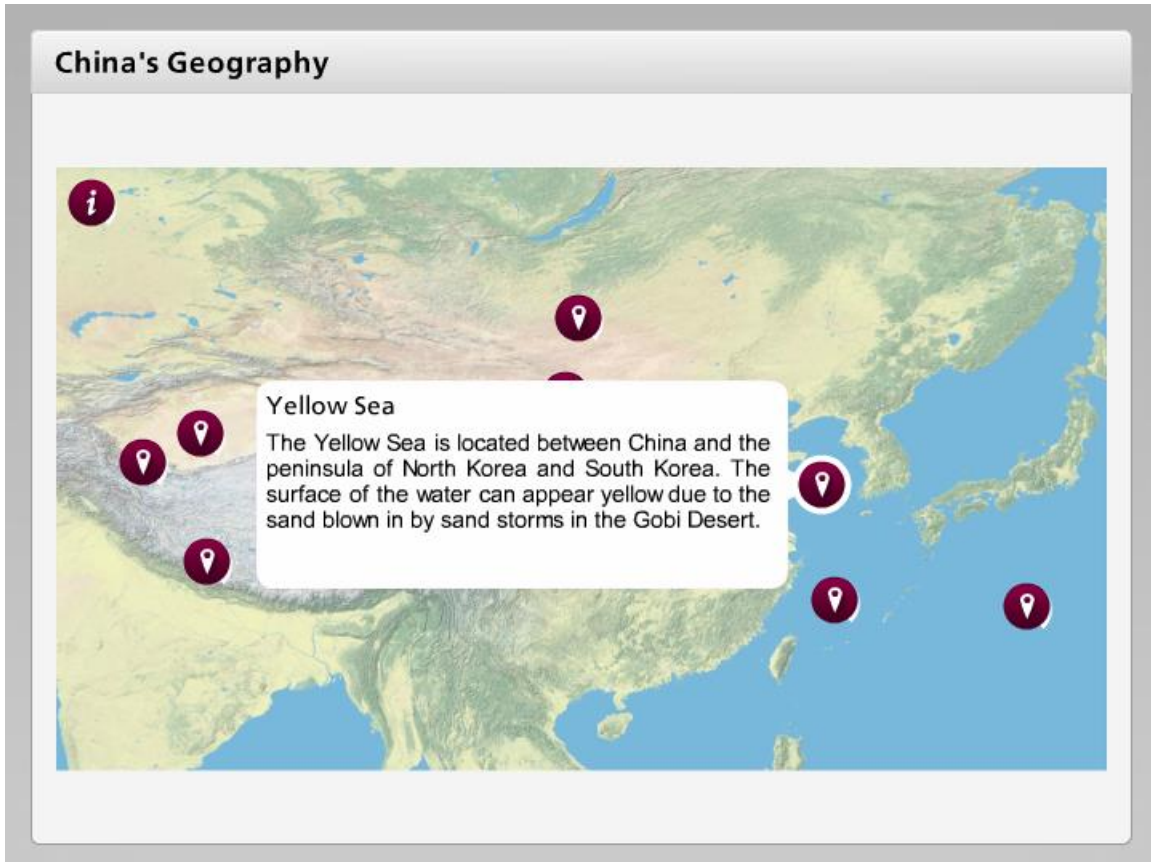 China's Geography
i
Yellow Sea
The Yellow Sea is located between China and the
peninsula of North Korea and South Korea. The
surface of the water can appear yellow due to the
sand blown in by sand storms in the Gobi Desert.